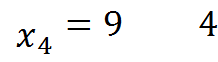 x₄ = 9 4